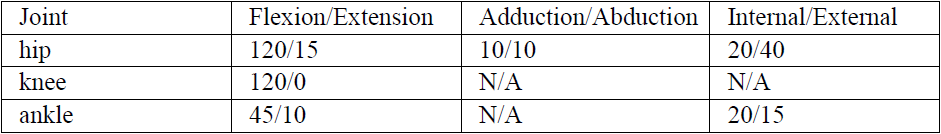 Joint Flexion/Extension Adduction/Abduction Internal/External
hip 120/15 10/10 20/40
knee 120/0 N/A N/A
ankle 45/10 N/A 20/15